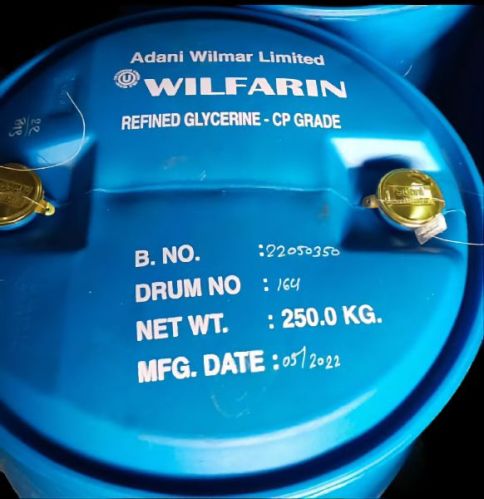 Adani Wilmar Limited
WILFARIN
REFINED GLYCERINE - CP GRADE
B. NO. :22050350
DRUM NO : 164
NET WT. : 250.0 KG.
MFG. DATE : 05/2022